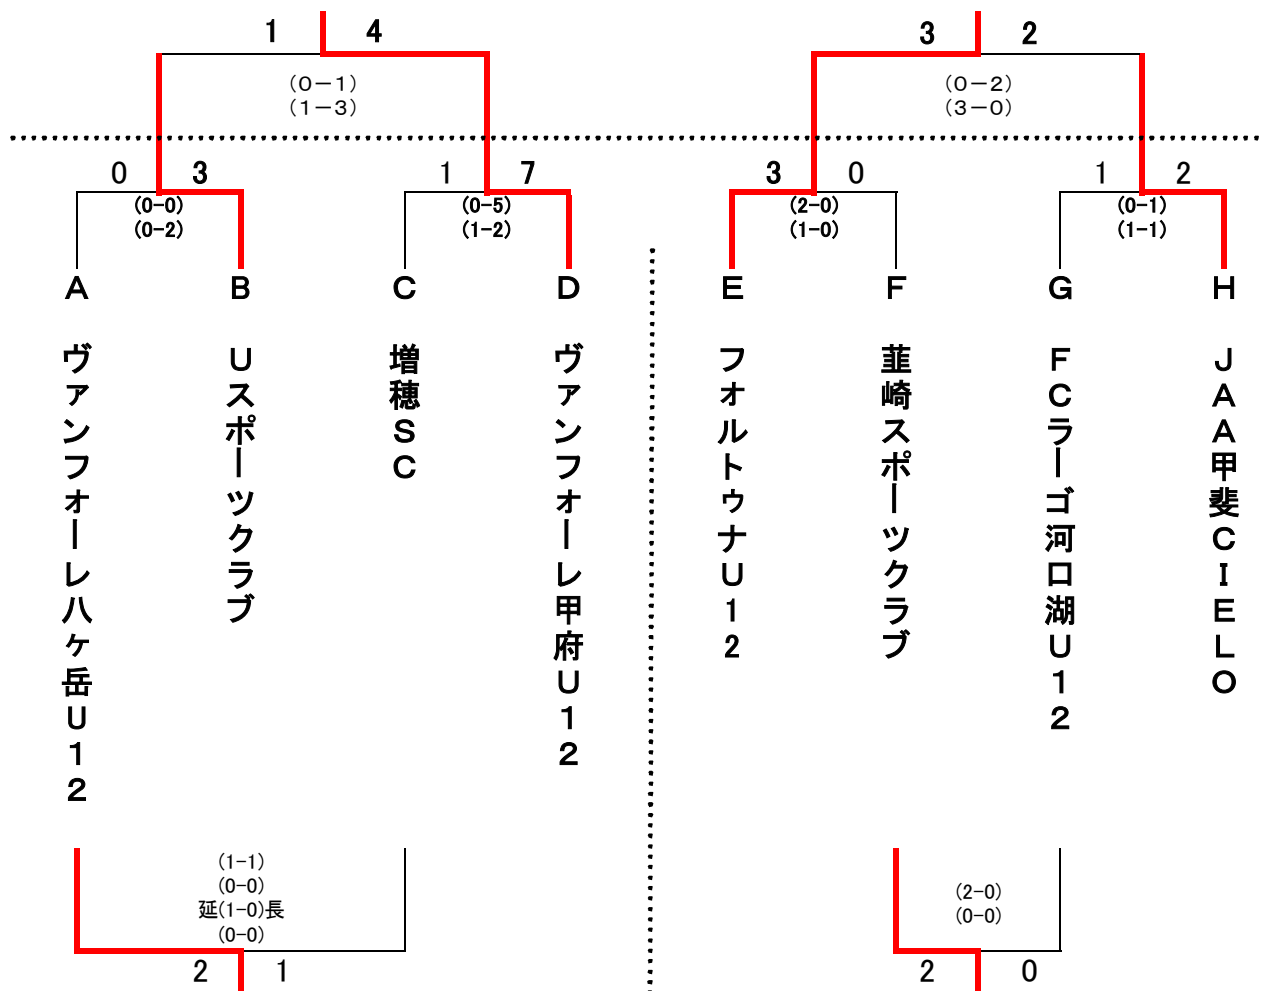 1 4 3 2
(0－1) (0－2)
(1－3) (3－0)
0 3 1 7 3 0 1 2
(0-0) (0-5) (2-0) (0-1)
(0-2) (1-2) (1-0) (1-1)
A B C D E F G H
ヴァンフォーレ八ヶ岳U12
Uスポーツクラブ
増穂SC
ヴァンフォーレ甲府U12
フォルトゥナU12
韮崎スポーツクラブ
FCラーゴ河口湖U12
JAA甲斐CIELO
(1-1)
(0-0)
延(1-0)長
(0-0)
2 1
(2-0)
(0-0)
2 0